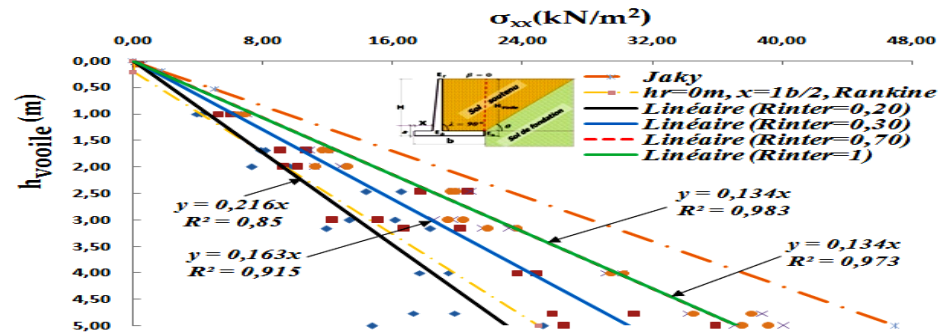 σxx(kN/m²)
0,00 8,00 16,00 24,00 32,00 40,00 48,00
hvooile (m)
0,00
0,50
1,00
1,50
2,00
2,50
3,00
3,50
4,00
4,50
5,00
Jaky
hr=0m, x=1b/2, Rankine
Linéaire (Rinter=0,20)
Linéaire (Rinter=0,30)
Linéaire (Rinter=0,70)
Linéaire (Rinter=1)
β = 0
H
Sol soutenu
X
e
b
Sol de fondation
y = 0,216x
R² = 0,85
y = 0,163x
R² = 0,915
y = 0,134x
R² = 0,983
y = 0,134x
R² = 0,973